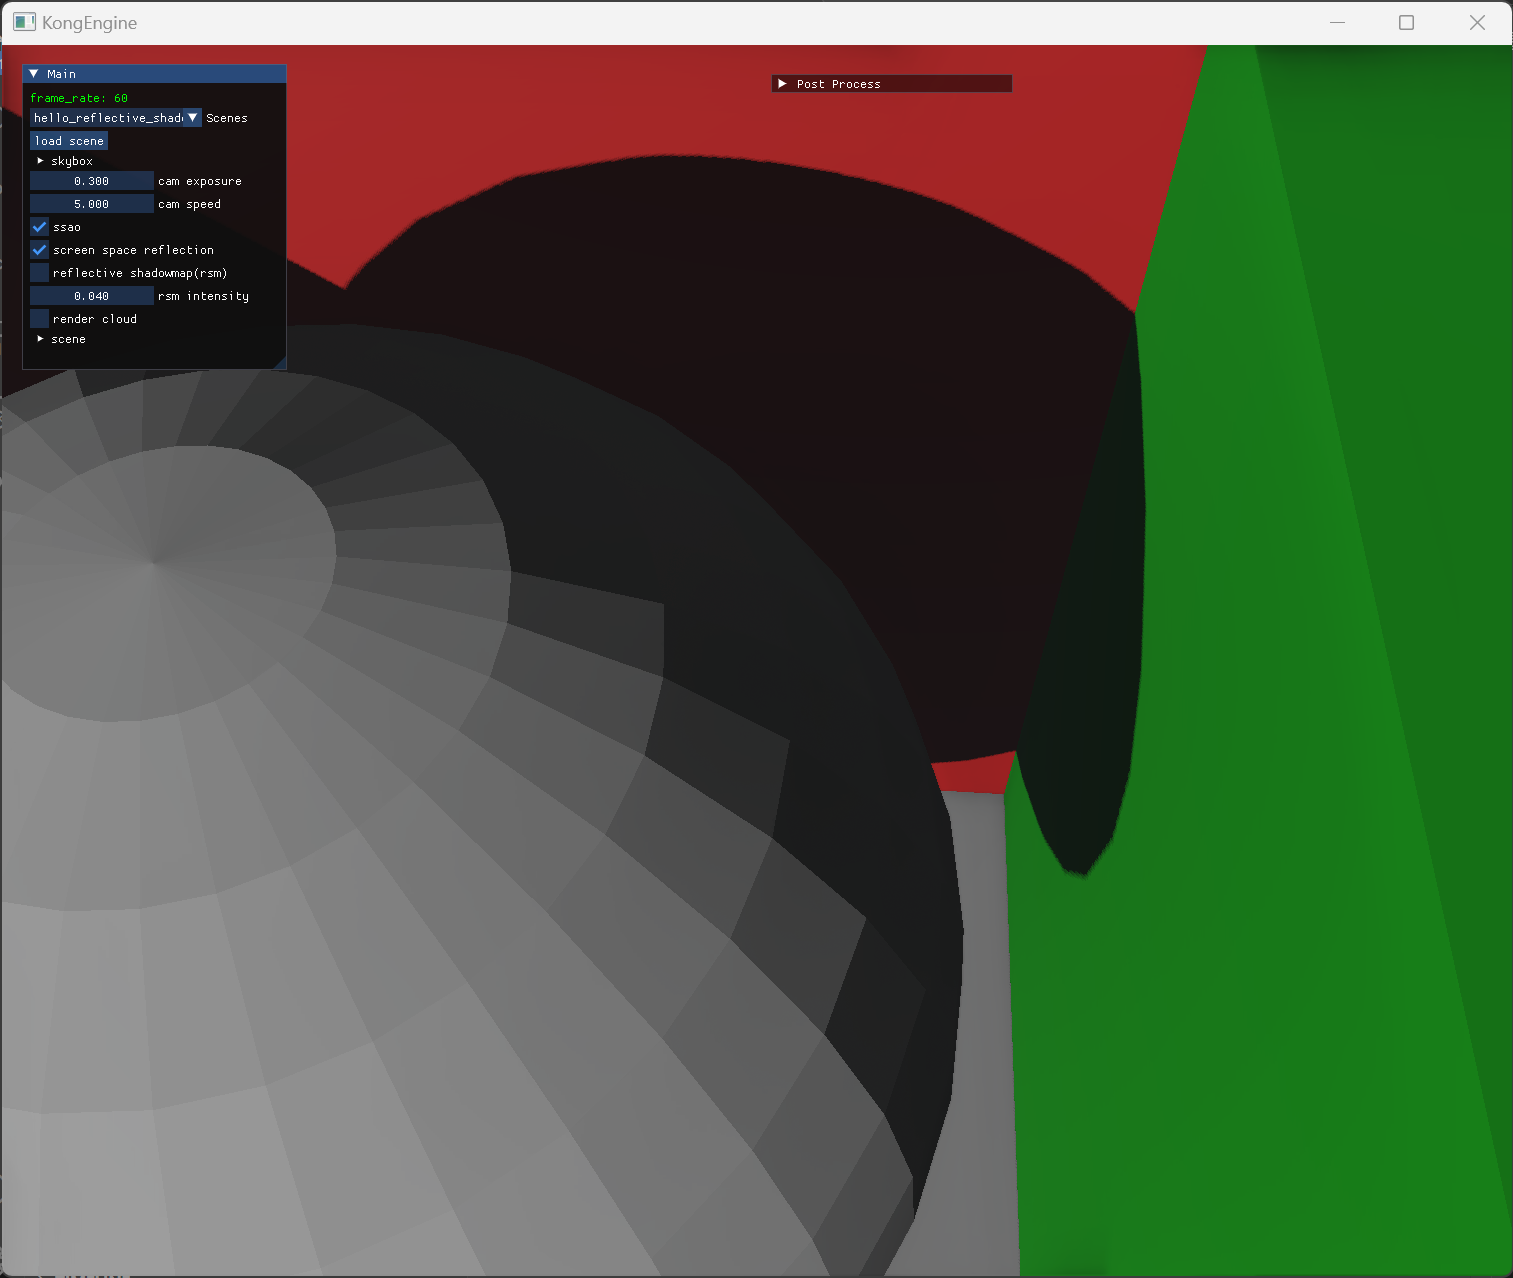 KongEngine
Main
frame_rate: 60
hello_reflective_shad Scenes
load scene
skybox
0.300 cam exposure
5.000 cam speed
ssao
screen space reflection
reflective shadowmap(rsm)
0.040 rsm intensity
render cloud
scene
Post Process